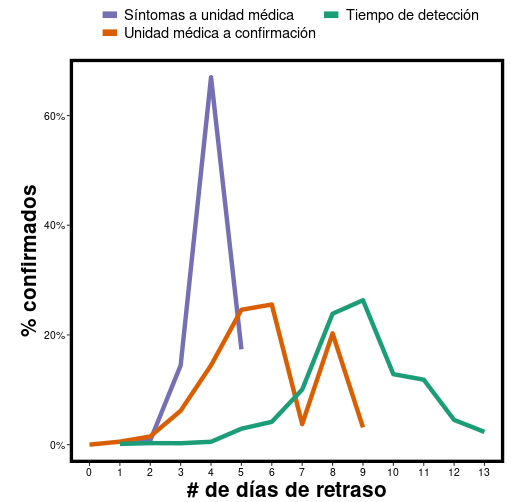 Síntomas a unidad médica
Tiempo de detección
Unidad médica a confirmación
60%
40%
20%
0%
% confirmados
0 1 2 3 4 5 6 7 8 9 10 11 12 13
# de días de retraso